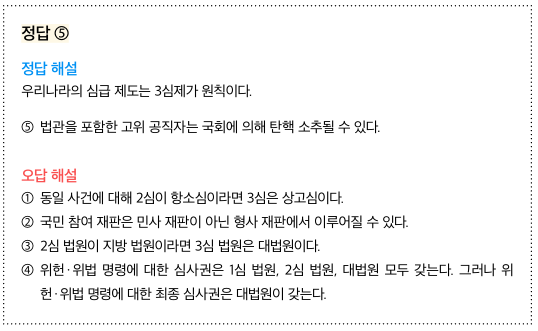 정답 ⑤
정답 해설
우리나라의 심급 제도는 3심제가 원칙이다.
⑤ 법관을 포함한 고위 공직자는 국회에 의해 탄핵 소추될 수 있다.
오답 해설
① 동일 사건에 대해 2심이 항소심이라면 3심은 상고심이다.
② 국민 참여 재판은 민사 재판이 아닌 형사 재판에서 이루어질 수 있다.
③ 2심 법원이 지방 법원이라면 3심 법원은 대법원이다.
④ 위헌·위법 명령에 대한 심사권은 1심 법원, 2심 법원, 대법원 모두 갖는다. 그러나 위
헌·위법 명령에 대한 최종 심사권은 대법원이 갖는다.